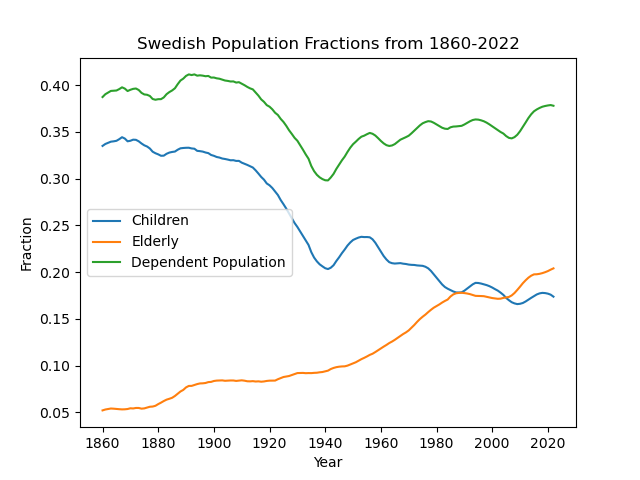 Swedish Population Fractions from 1860-2022
0.40
0.35
0.30
0.25
0.20
0.15
0.10
0.05
Fraction
Children
Elderly
Dependent Population
1860 1880 1900 1920 1940 1960 1980 2000 2020
Year